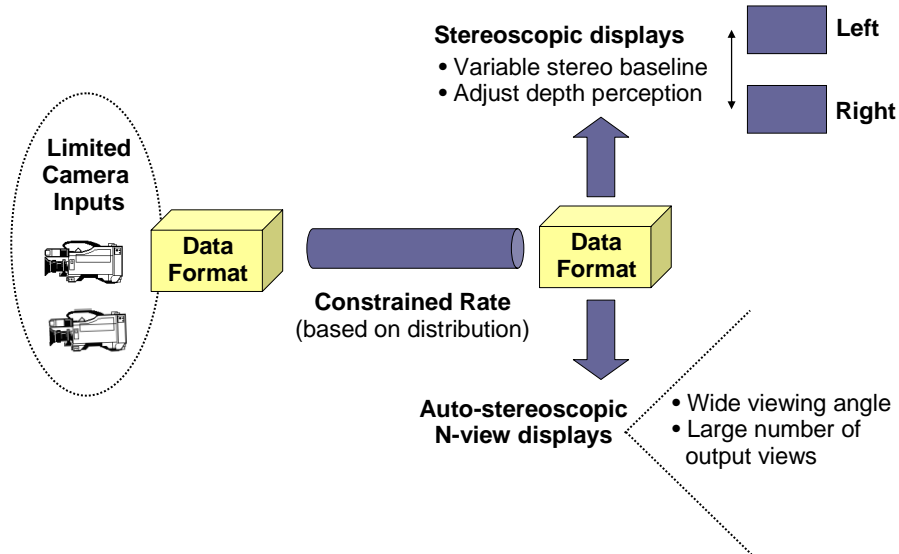 Stereoscopic displays
• Variable stereo baseline
• Adjust depth perception
Left
Right
Limited
Camera
Inputs
Data
Format
Constrained Rate
(based on distribution)
Data
Format
Auto-stereoscopic
N-view displays
• Wide viewing angle
• Large number of
output views